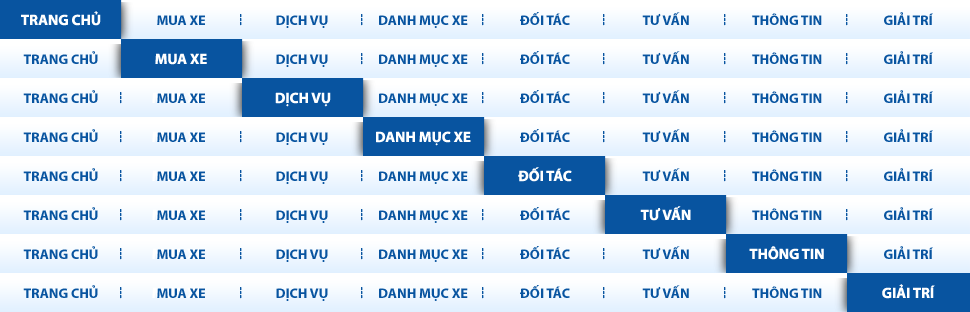 TRANG CHỦ MUA XE DỊCH VỤ DANH MỤC XE ĐỐI TÁC TƯ VẤN THÔNG TIN GIẢI TRÍ
TRANG CHỦ MUA XE DỊCH VỤ DANH MỤC XE ĐỐI TÁC TƯ VẤN THÔNG TIN GIẢI TRÍ
TRANG CHỦ MUA XE DỊCH VỤ DANH MỤC XE ĐỐI TÁC TƯ VẤN THÔNG TIN GIẢI TRÍ
TRANG CHỦ MUA XE DỊCH VỤ DANH MỤC XE ĐỐI TÁC TƯ VẤN THÔNG TIN GIẢI TRÍ
TRANG CHỦ MUA XE DỊCH VỤ DANH MỤC XE ĐỐI TÁC TƯ VẤN THÔNG TIN GIẢI TRÍ
TRANG CHỦ MUA XE DỊCH VỤ DANH MỤC XE ĐỐI TÁC TƯ VẤN THÔNG TIN GIẢI TRÍ
TRANG CHỦ MUA XE DỊCH VỤ DANH MỤC XE ĐỐI TÁC TƯ VẤN THÔNG TIN GIẢI TRÍ
TRANG CHỦ MUA XE DỊCH VỤ DANH MỤC XE ĐỐI TÁC TƯ VẤN THÔNG TIN GIẢI TRÍ